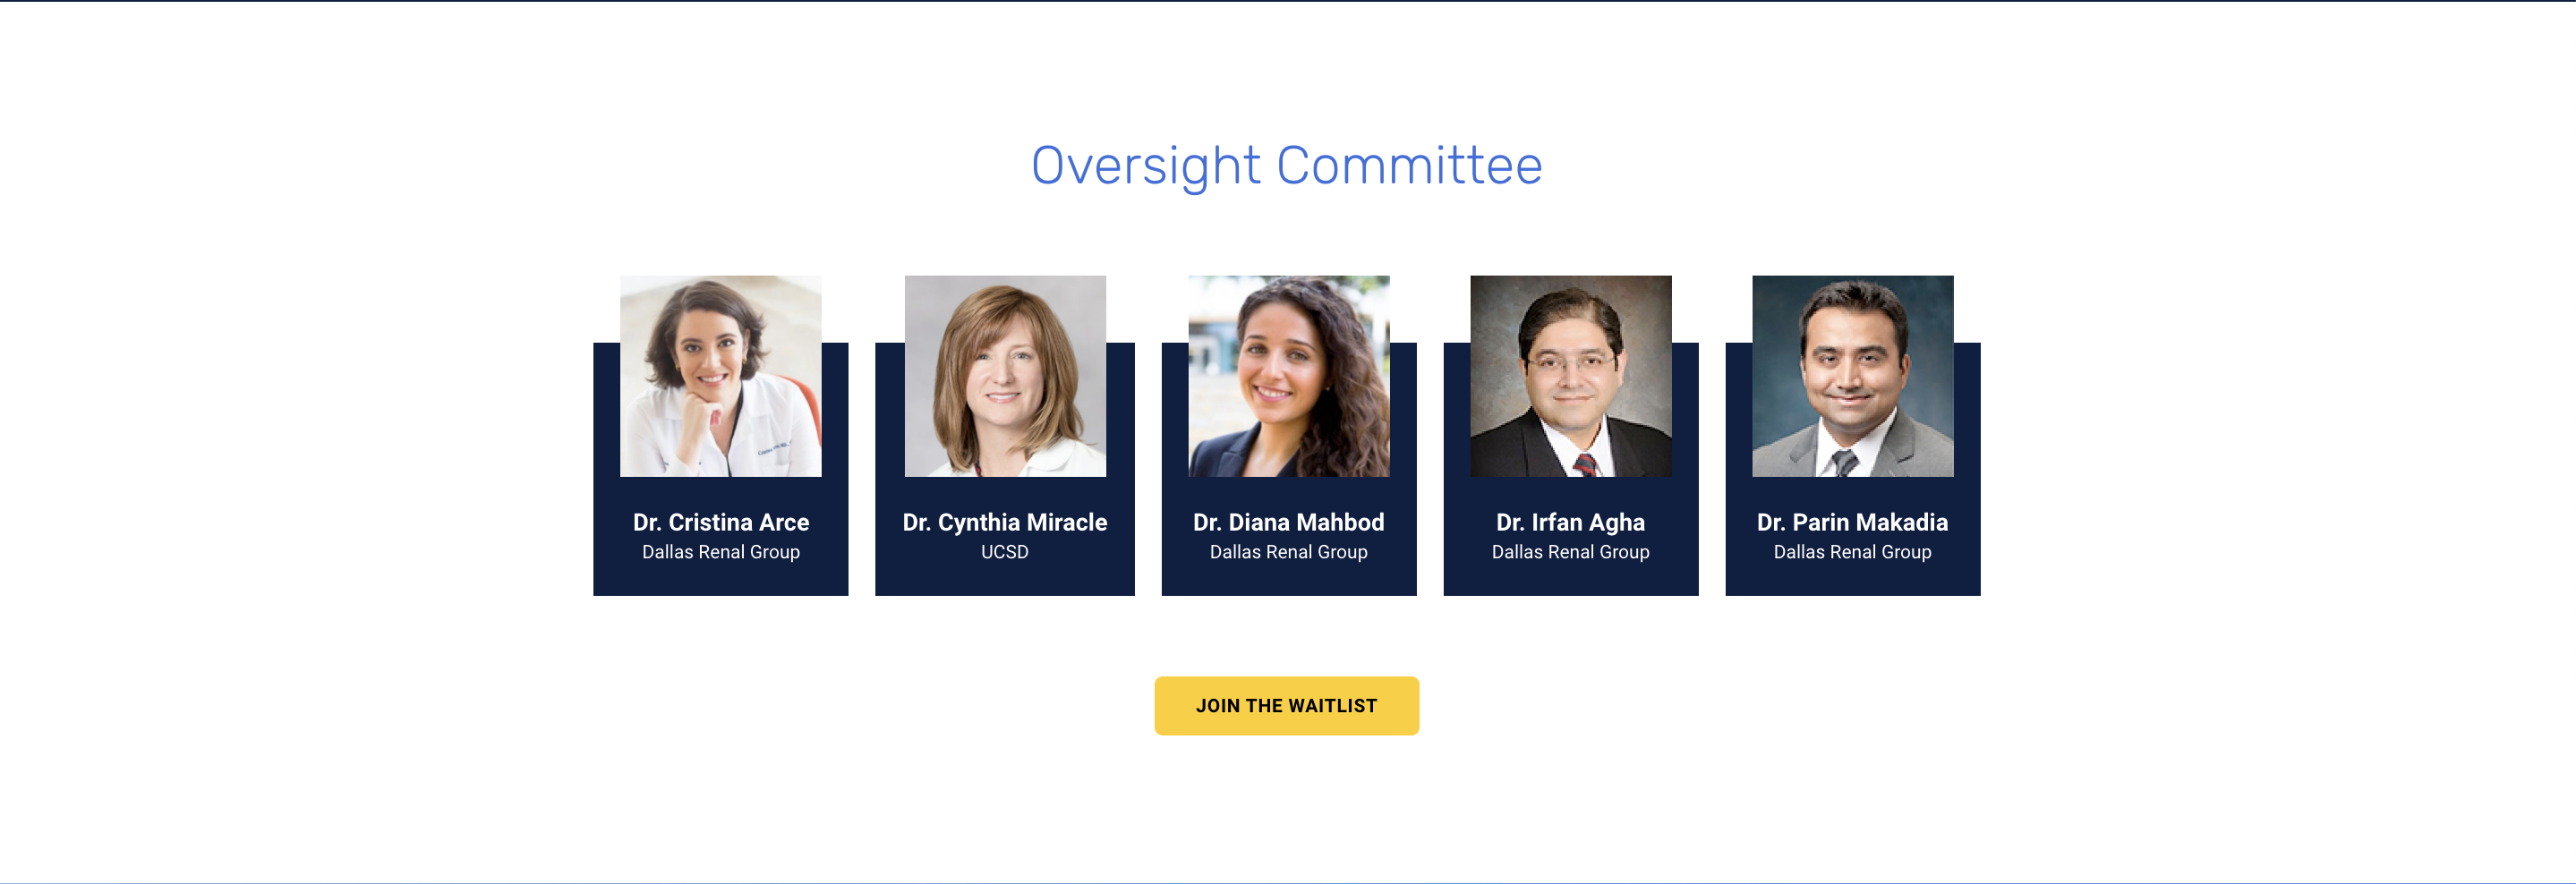 Oversight Committee
Dr. Cristina Arce
Dallas Renal Group
Dr. Cynthia Miracle
UCSD
Dr. Diana Mahbod
Dallas Renal Group
Dr. Irfan Agha
Dallas Renal Group
Dr. Parin Makadia
Dallas Renal Group
JOIN THE WAITLIST